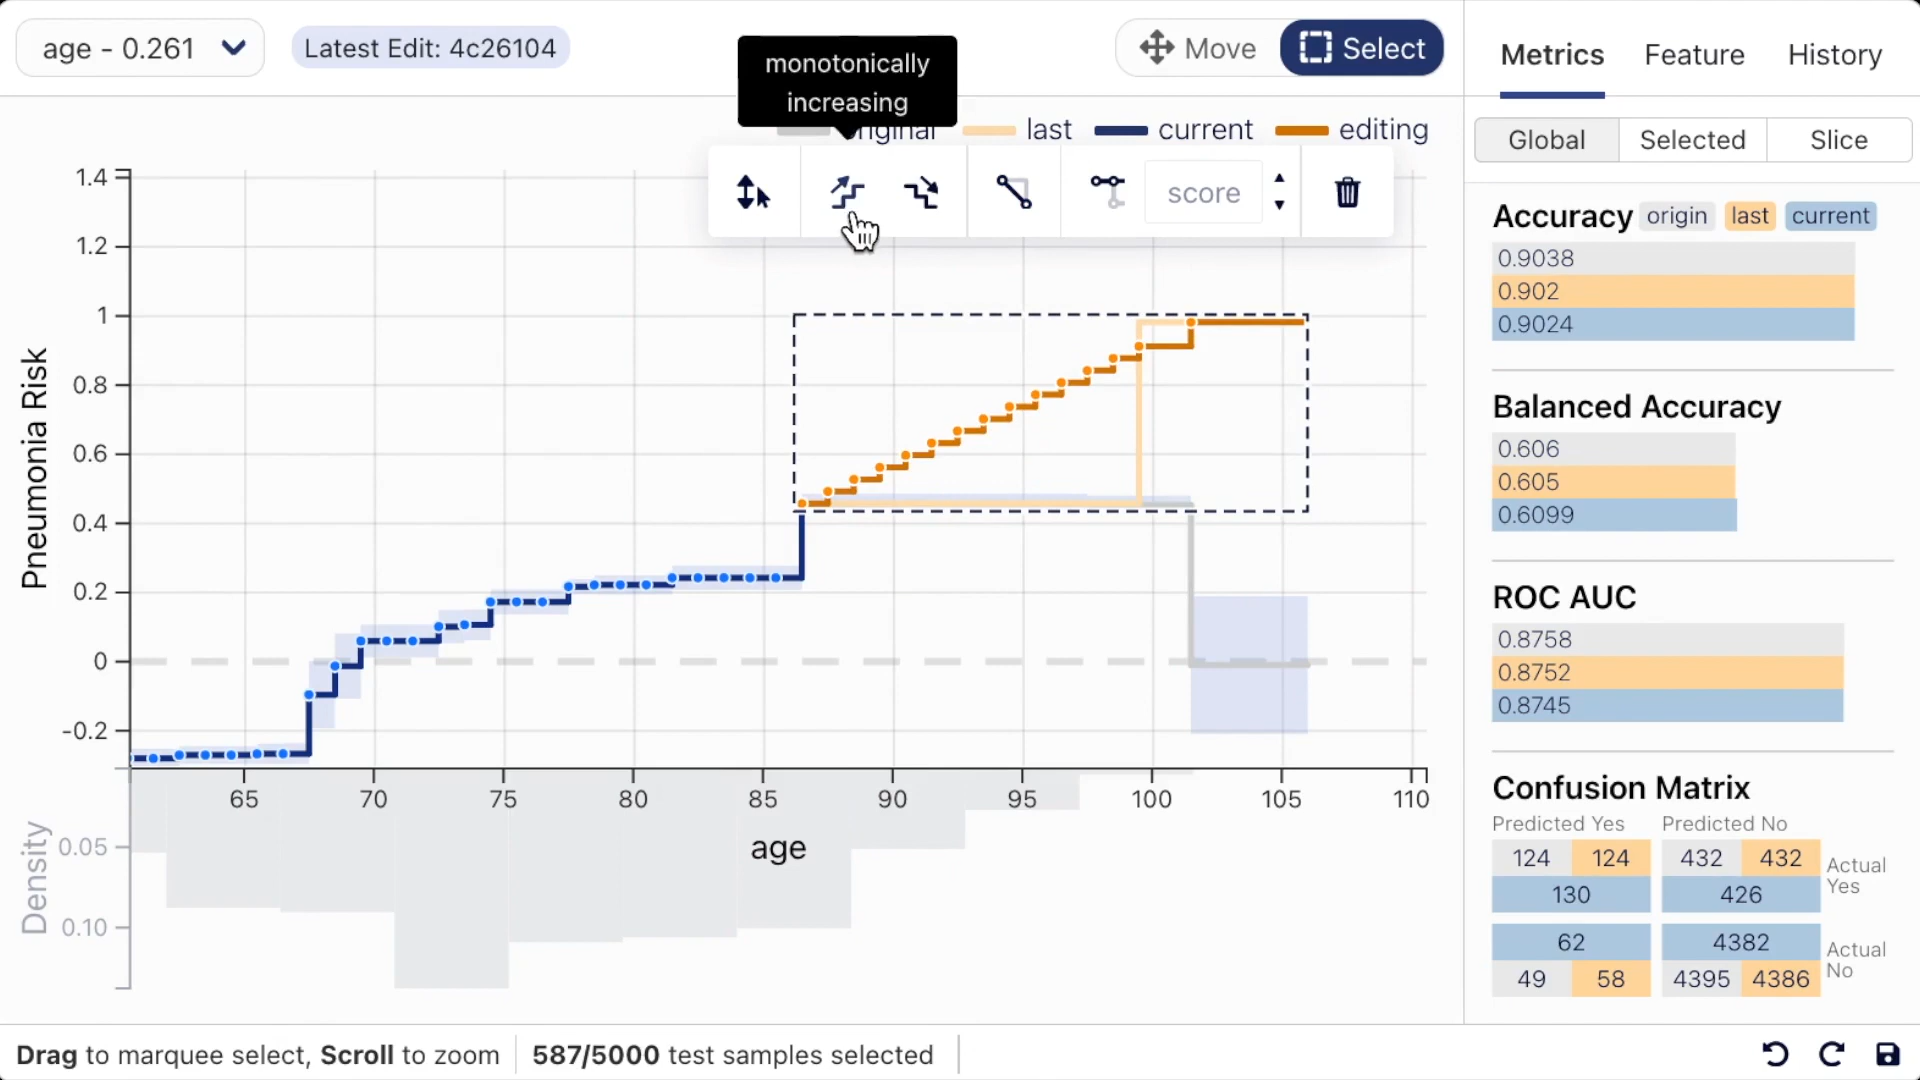 age - 0.261
Latest Edit: 4c26104
monotonically
increasing
Move
Select
original
last
current
editing
score
1.4
1.2
1
0.8
0.6
0.4
0.2
0
-0.2
Pneumonia Risk
65
70
75
80
85
90
95
100
105
110
age
Density
0.05
0.10
Metrics
Feature
History
Global
Selected
Slice
Accuracy origin last current
0.9038
0.902
0.9024
Balanced Accuracy
0.606
0.605
0.6099
ROC AUC
0.8758
0.8752
0.8745
Confusion Matrix
Predicted Yes Predicted No
124 124 432 432
130 426
Actual
Yes
62 4382
49 58 4395 4386
Actual
No
Drag to marquee select, Scroll to zoom
587/5000 test samples selected